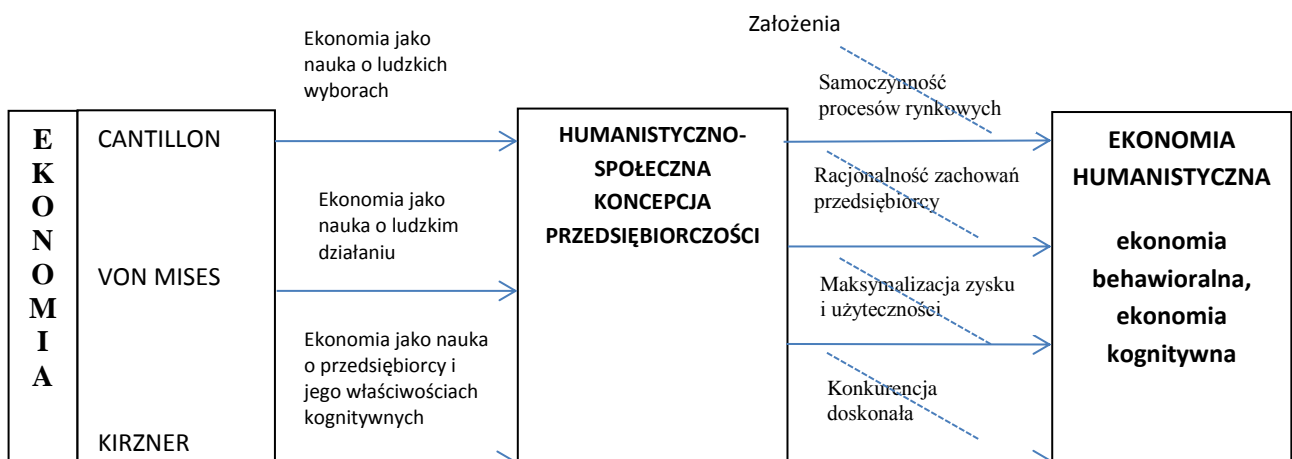 Założenia
Ekonomia jako
nauka o ludzkich
wyborach
Samoczynność
procesów rynkowych
E
K
O
N
O
M
I
A
CANTILLON
VON MISES
KIRZNER
Ekonomia jako
nauka o ludzkim
działaniu
Ekonomia jako nauka
o przedsiębiorcy i
jego właściwościach
kognitywnych
HUMANISTYCZNO-
SPOŁECZNA
KONCEPCJA
PRZEDSIĘBIORCZOŚCI
Racjonalność zachowań
przedsiębiorcy
Maksymalizacja zysku
i użyteczności
Konkurencja
doskonała
EKONOMIA
HUMANISTYCZNA
ekonomia
behawioralna,
ekonomia
kognitywna